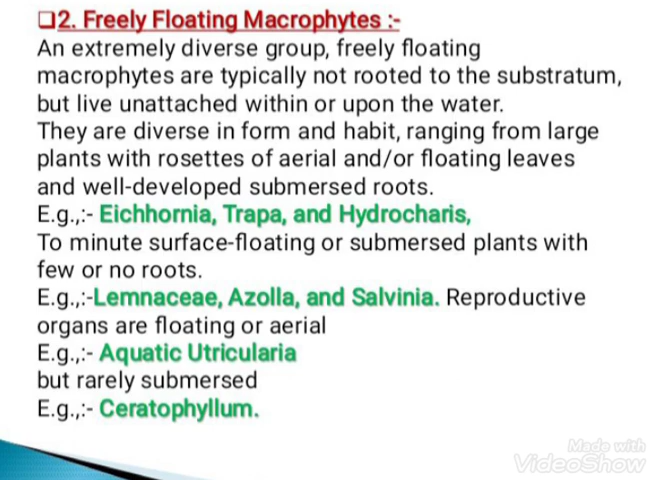 ❑2. Freely Floating Macrophytes :-
An extremely diverse group, freely floating
macrophytes are typically not rooted to the substratum,
but live unattached within or upon the water.
They are diverse in form and habit, ranging from large
plants with rosettes of aerial and/or floating leaves
and well-developed submersed roots.
E.g.,:- Eichhornia, Trapa, and Hydrocharis,
To minute surface-floating or submersed plants with
few or no roots.
E.g.,:-Lemnaceae, Azolla, and Salvinia. Reproductive
organs are floating or aerial
E.g.,:- Aquatic Utricularia
but rarely submersed
E.g.,:- Ceratophyllum.
Made with
VideoShow